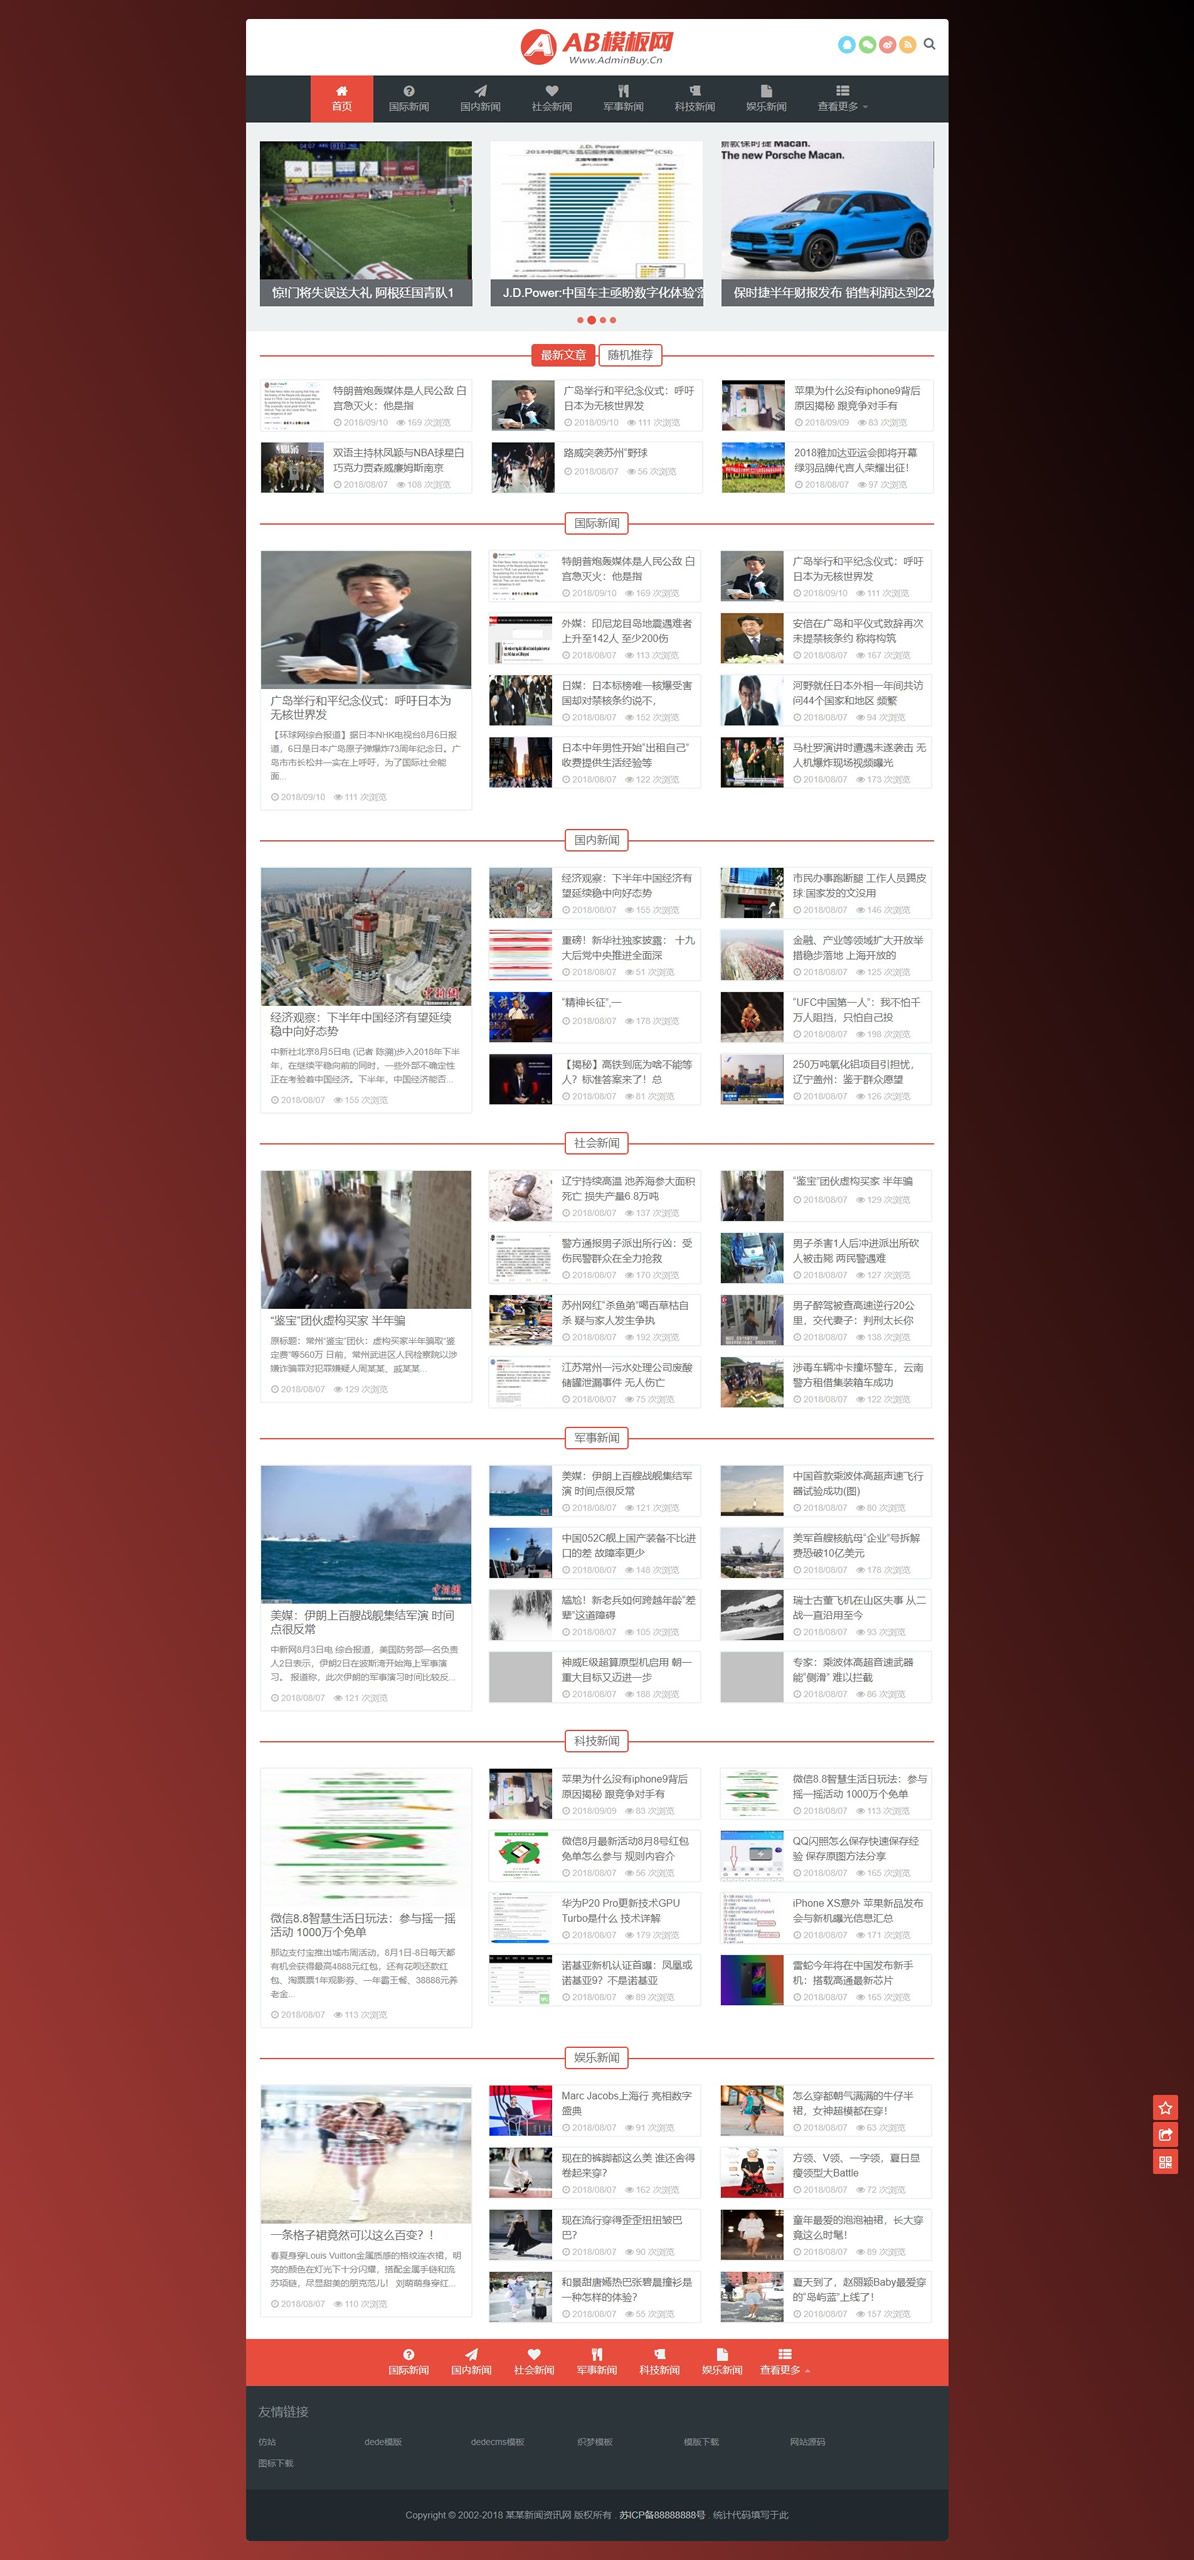 AB模板网
Www.AdminBuy.Cn
首页
国际新闻
国内新闻
社会新闻
军事新闻
科技新闻
娱乐新闻
查看更多
J.D. Power
2018中国汽车售后服务满意度研究 (CSI)
新款保时捷 Macan.
The new Porsche Macan.
惊!门将失误送大礼 阿根廷国青队1
J.D.Power:中国车主亟盼数字化体验'落
保时捷半年财报发布 销售利润达到22亿
最新文章
随机推荐
特朗普炮轰媒体是人民公敌 白
宫急灭火：他是指
2018/09/10 169 次浏览
广岛举行和平纪念仪式：呼吁
日本为无核世界发
2018/09/10 111 次浏览
苹果为什么没有iphone9背后
原因揭秘 跟竞争对手有
2018/09/09 83 次浏览
双语主持林凤颖与NBA球星白
巧克力贾森威廉姆斯南京
2018/08/07 108 次浏览
路威突袭苏州“野球
2018/08/07 56 次浏览
2018雅加达亚运会即将开幕
绿羽品牌代言人荣耀出征！
2018/08/07 97 次浏览
国际新闻
广岛举行和平纪念仪式：呼吁日本为
无核世界发
【环球网综合报道】据日本NHK电视台8月6日报
道，6日是日本广岛原子弹爆炸73周年纪念日。广
岛市市长松井一实在上呼吁，为了国际社会能
面...
2018/09/10 111 次浏览
特朗普炮轰媒体是人民公敌 白
宫急灭火：他是指
2018/09/10 169 次浏览
广岛举行和平纪念仪式：呼吁
日本为无核世界发
2018/09/10 111 次浏览
外媒：印尼龙目岛地震遇难者
上升至142人 至少200伤
2018/08/07 113 次浏览
安倍在广岛和平仪式致辞再次
未提禁核条约 称将构筑
2018/08/07 167 次浏览
日媒：日本标榜唯一核爆受害
国却对禁核条约说不，
2018/08/07 152 次浏览
河野就任日本外相一年间共访
问44个国家和地区 频繁
2018/08/07 94 次浏览
日本中年男性开始“出租自己”
收费提供生活经验等
2018/08/07 122 次浏览
马杜罗演讲时遭遇未遂袭击 无
人机爆炸现场视频曝光
2018/08/07 173 次浏览
国内新闻
经济观察：下半年中国经济有望延续
稳中向好态势
中新社北京8月5日电 (记者 陈溯)步入2018年下半
年，在继续平稳向前的同时，一些外部不确定性
正在考验着中国经济。下半年，中国经济能否...
2018/08/07 155 次浏览
经济观察：下半年中国经济有
望延续稳中向好态势
2018/08/07 155 次浏览
市民办事跑断腿 工作人员踢皮
球:国家发的文没用
2018/08/07 146 次浏览
重磅！新华社独家披露： 十九
大后党中央推进全面深
2018/08/07 51 次浏览
金融、产业等领域扩大开放举
措稳步落地 上海开放的
2018/08/07 125 次浏览
“精神长征”,一
2018/08/07 178 次浏览
“UFC中国第一人”：我不怕千
万人阻挡，只怕自己投
2018/08/07 198 次浏览
【揭秘】高铁到底为啥不能等
人？标准答案来了！总
2018/08/07 81 次浏览
250万吨氧化铝项目引担忧，
辽宁盖州：鉴于群众愿望
2018/08/07 126 次浏览
社会新闻
“鉴宝”团伙虚构买家 半年骗
原标题：常州“鉴宝”团伙：虚构买家半年骗取“鉴
定费”等560万 日前，常州武进区人民检察院以涉
嫌诈骗罪对犯罪嫌疑人周某某、戚某某...
2018/08/07 129 次浏览
辽宁持续高温 池养海参大面积
死亡 损失产量6.8万吨
2018/08/07 137 次浏览
“鉴宝”团伙虚构买家 半年骗
2018/08/07 129 次浏览
警方通报男子派出所行凶：受
伤民警群众在全力抢救
2018/08/07 170 次浏览
男子杀害1人后冲进派出所砍
人被击毙 两民警遇难
2018/08/07 127 次浏览
苏州网红“杀鱼弟”喝百草枯自
杀 疑与家人发生争执
2018/08/07 192 次浏览
男子醉驾被查高速逆行20公
里，交代妻子：判刑太长你
2018/08/07 138 次浏览
江苏常州一污水处理公司废酸
储罐泄漏事件 无人伤亡
2018/08/07 75 次浏览
涉毒车辆冲卡撞坏警车，云南
警方租借集装箱车成功
2018/08/07 122 次浏览
军事新闻
美媒：伊朗上百艘战舰集结军演 时间
点很反常
中新网8月3日电 综合报道，美国防务部一名负责
人2日表示，伊朗2日在波斯湾开始海上军事演
习。 报道称，此次伊朗的军事演习时间比较反...
2018/08/07 121 次浏览
美媒：伊朗上百艘战舰集结军
演 时间点很反常
2018/08/07 121 次浏览
中国首款乘波体高超声速飞行
器试验成功(图)
2018/08/07 80 次浏览
中国052C舰上国产装备不比进
口的差 故障率更少
2018/08/07 148 次浏览
美军首艘核航母“企业”号拆解
费恐破10亿美元
2018/08/07 178 次浏览
尴尬！新老兵如何跨越年龄“差
辈”这道障碍
2018/08/07 105 次浏览
瑞士古董飞机在山区失事 从二
战一直沿用至今
2018/08/07 93 次浏览
神威E级超算原型机启用 朝一
重大目标又迈进一步
2018/08/07 188 次浏览
专家：乘波体高超音速武器
能“侧滑” 难以拦截
2018/08/07 86 次浏览
科技新闻
微信8.8智慧生活日玩法：参与摇一摇
活动 1000万个免单
那边支付宝推出城市周活动，8月1日-8日每天都
有机会获得最高4888元红包，还有花呗还款红
包、淘票票1年观影券、一年霸王餐、38888元养
老金...
2018/08/07 113 次浏览
苹果为什么没有iphone9背后
原因揭秘 跟竞争对手有
2018/09/09 83 次浏览
微信8.8智慧生活日玩法：参与
摇一摇活动 1000万个免单
2018/08/07 113 次浏览
微信8月最新活动8月8号红包
免单怎么参与 规则内容介
2018/08/07 56 次浏览
QQ闪照怎么保存快速保存经
验 保存原图方法分享
2018/08/07 165 次浏览
华为P20 Pro更新技术GPU
Turbo是什么 技术详解
2018/08/07 179 次浏览
iPhone XS意外 苹果新品发布
会与新机曝光信息汇总
2018/08/07 171 次浏览
诺基亚新机认证首曝：凤凰或
诺基亚9？不是诺基亚
2018/08/07 89 次浏览
雷蛇今年将在中国发布新手
机：搭载高通最新芯片
2018/08/07 165 次浏览
娱乐新闻
一条格子裙竟然可以这么百变？！
春夏身穿Louis Vuitton金属质感的格纹连衣裙，明
亮的颜色在灯光下十分闪耀，搭配金属手链和流
苏项链，尽显甜美的朋克范儿！ 刘萌萌身穿红...
2018/08/07 110 次浏览
Marc Jacobs上海行 亮相数字
盛典
2018/08/07 91 次浏览
怎么穿都朝气满满的牛仔半
裙，女神超模都在穿！
2018/08/07 63 次浏览
现在的裤脚都这么美 谁还舍得
卷起来穿？
2018/08/07 162 次浏览
方领、V领、一字领，夏日显
瘦领型大Battle
2018/08/07 72 次浏览
现在流行穿得歪歪扭扭皱巴
巴？
2018/08/07 90 次浏览
童年最爱的泡泡袖裙，长大穿
竟这么时髦！
2018/08/07 89 次浏览
和景甜唐嫣热巴张碧晨撞衫是
一种怎样的体验？
2018/08/07 55 次浏览
夏天到了，赵丽颖Baby最爱穿
的“岛屿蓝”上线了！
2018/08/07 157 次浏览
国际新闻
国内新闻
社会新闻
军事新闻
科技新闻
娱乐新闻
查看更多
友情链接
仿站
dede模版
dedecms模板
织梦模板
模版下载
网站源码
图标下载
Copyright © 2002-2018 某某新闻资讯网 版权所有 . 苏ICP备88888888号 . 统计代码填写于此